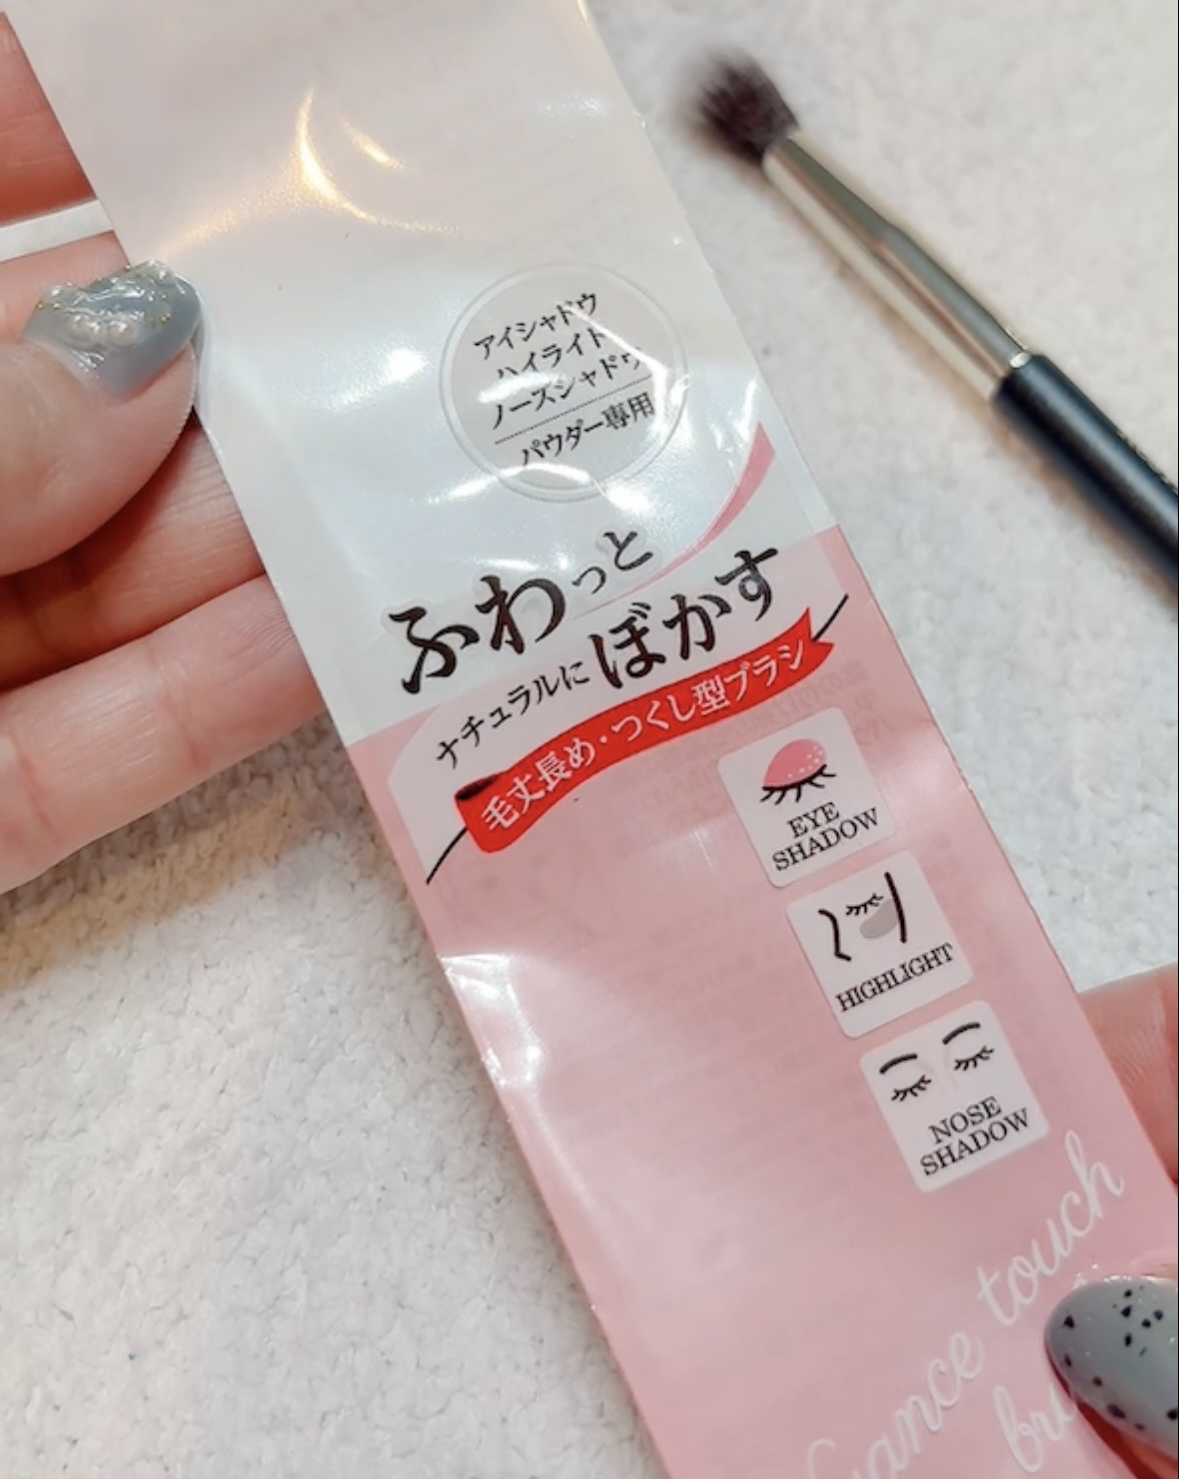 アイシャドウ
ハイライト
ノーズシャドウ
パウダー専用
ふわっと
ナチュラルにぼかす
毛丈長め・つくし型ブラシ
EYE
SHADOW
HIGHLIGHT
NOSE
SHADOW
touch